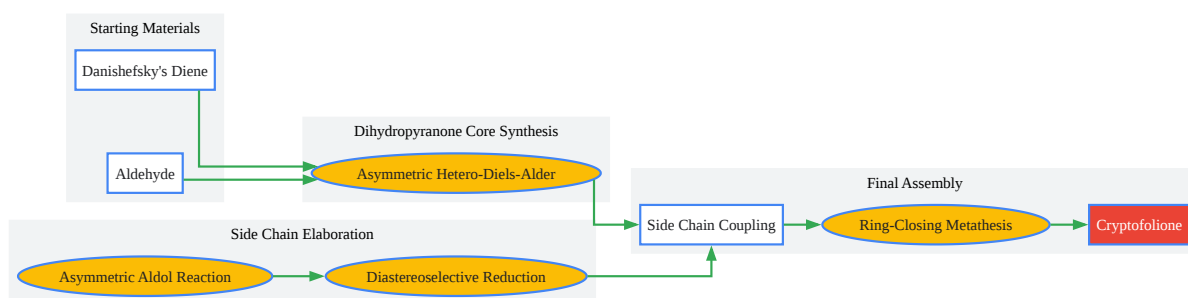 Starting Materials
Danishefsky's Diene
Aldehyde
Dihydropyranone Core Synthesis
Asymmetric Hetero-Diels-Alder
Side Chain Elaboration
Asymmetric Aldol Reaction
Diastereoselective Reduction
Final Assembly
Side Chain Coupling
Ring-Closing Metathesis
Cryptofolione